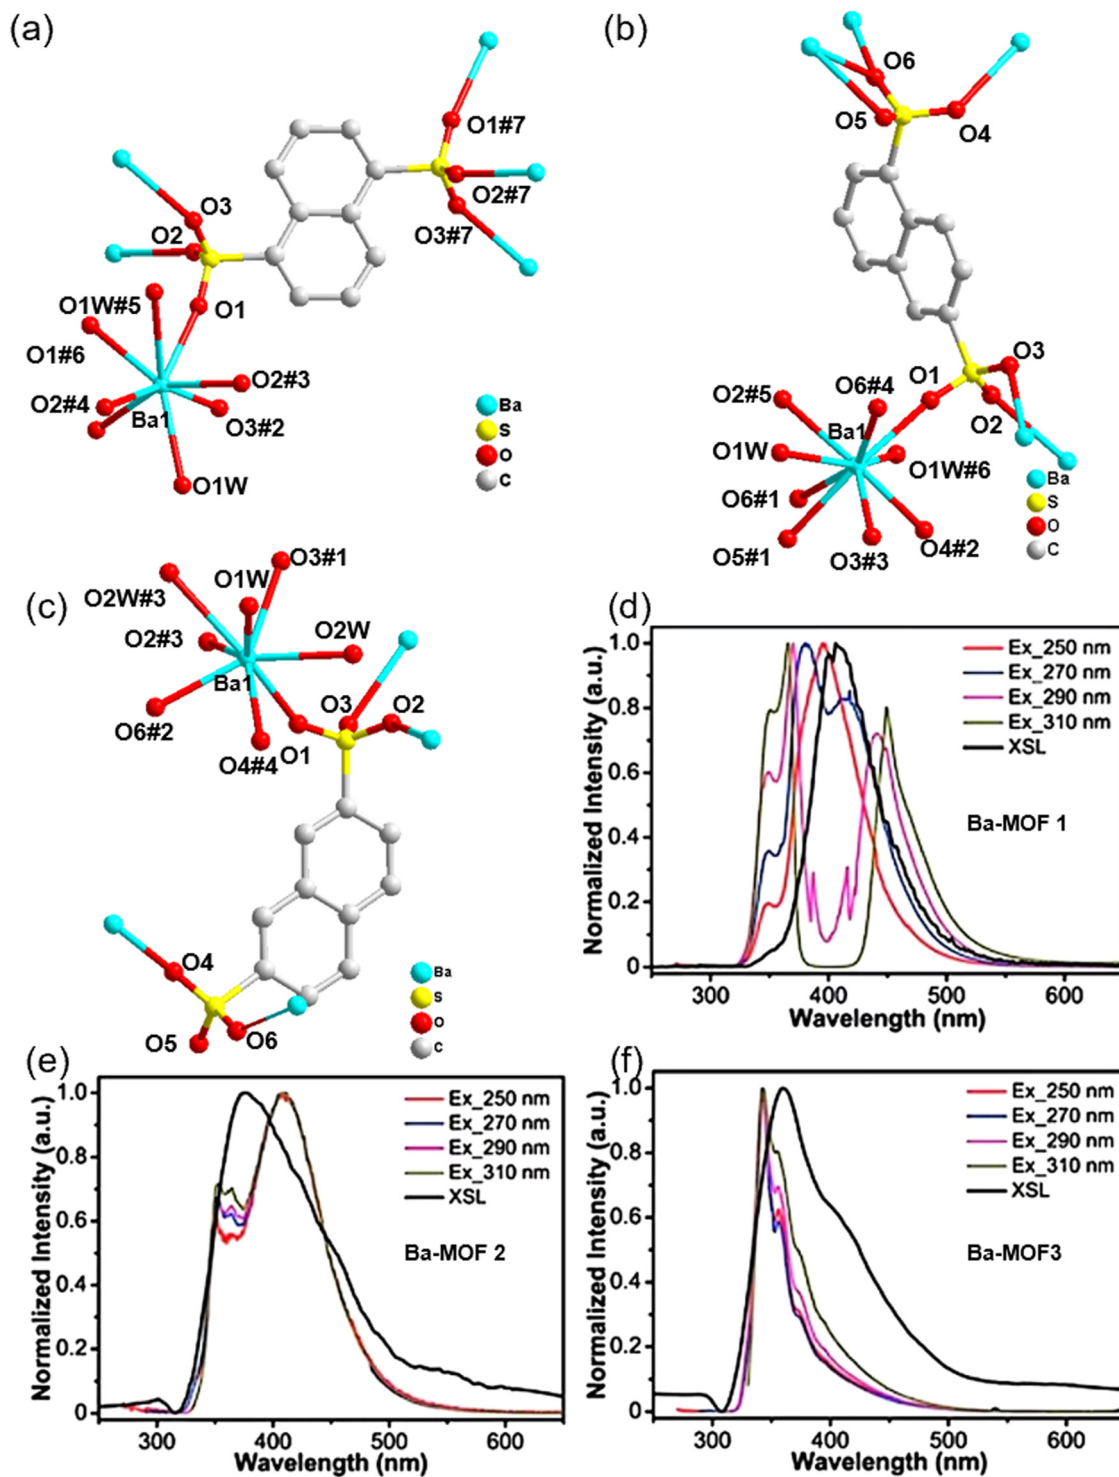 (a)
O1#7
O2#7
O3#7
O3
O2
O1
O1W#5
O1#6
O2#4
Ba1
O2#3
O3#2
O1W
Ba
S
O
C
(b)
O6
O5
O4
O3
O1
O2
O2#5
O6#4
Ba1
O1W
O1W#6
O6#1
O5#1
O3#3
O4#2
Ba
S
O
C
(c)
O3#1
O1W
O2W#3
O2#3
O2W
Ba1
O6#2
O4#4
O1
O3
O2
O4
O5
O6
Ba
S
O
C
(d)
Normalized Intensity (a.u.)
1.0
0.8
0.6
0.4
0.2
0
Ex_250 nm
Ex_270 nm
Ex_290 nm
Ex_310 nm
XSL
Ba-MOF 1
300 400 500 600
Wavelength (nm)
(e)
Normalized Intensity (a.u.)
1.0
0.8
0.6
0.4
0.2
0
Ex_250 nm
Ex_270 nm
Ex_290 nm
Ex_310 nm
XSL
Ba-MOF 2
300 400 500 600
Wavelength (nm)
(f)
Normalized Intensity (a.u.)
1.0
0.8
0.6
0.4
0.2
0
Ex_250 nm
Ex_270 nm
Ex_290 nm
Ex_310 nm
XSL
Ba-MOF3
300 400 500 600
Wavelength (nm)